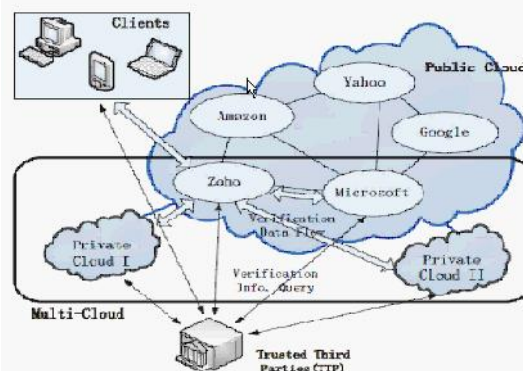 Clients
Public Cloud
Yahoo
Amazon
Google
Zoho
Microsoft
Verification
Data Flow
Private
Cloud I
Private
Cloud II
Verification
Info. Query
Multi-Cloud
Trusted Third
Parties(TTP)